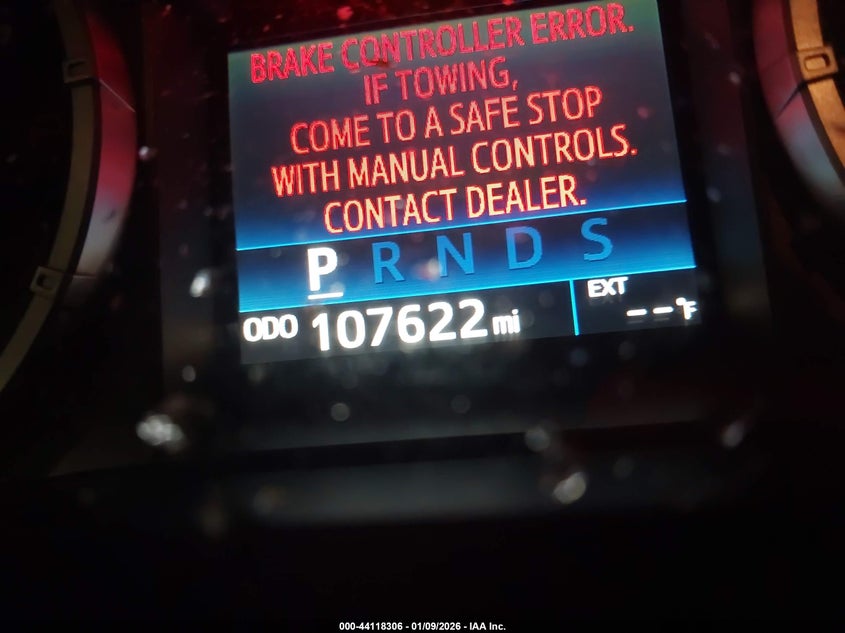 BRAKE CONTROLLER ERROR.
IF TOWING,
COME TO A SAFE STOP
WITH MANUAL CONTROLS.
CONTACT DEALER.
P R N D S
EXT
ODO 107622 mi
--°F
000-44118306 - 01/09/2026 - IAA Inc.